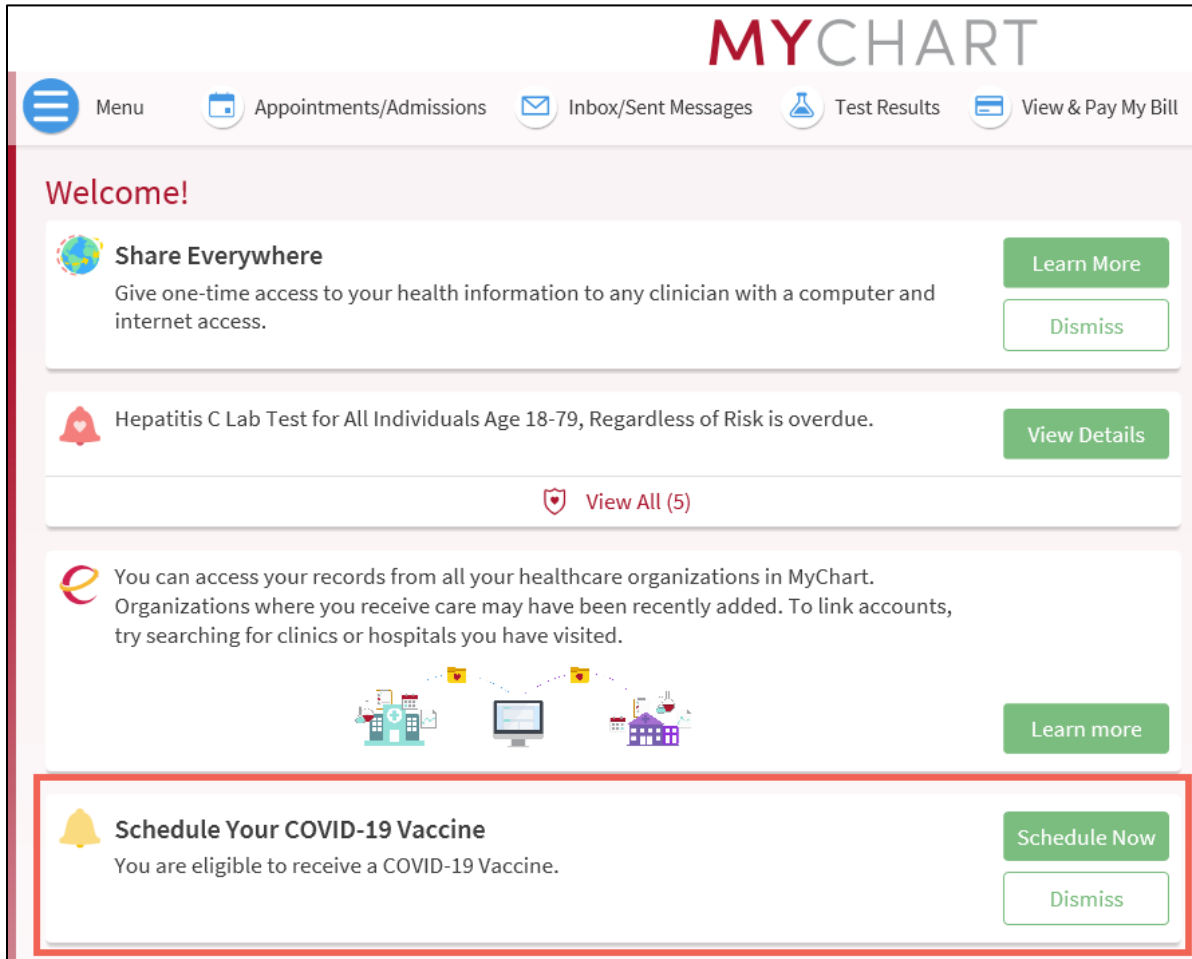 MYCHART
Menu
Appointments/Admissions
Inbox/Sent Messages
Test Results
View & Pay My Bill
Welcome!
Share Everywhere
Give one-time access to your health information to any clinician with a computer and
internet access.
Learn More
Dismiss
Hepatitis C Lab Test for All Individuals Age 18-79, Regardless of Risk is overdue.
View Details
View All (5)
You can access your records from all your healthcare organizations in MyChart.
Organizations where you receive care may have been recently added. To link accounts,
try searching for clinics or hospitals you have visited.
Learn more
Schedule Your COVID-19 Vaccine
You are eligible to receive a COVID-19 Vaccine.
Schedule Now
Dismiss